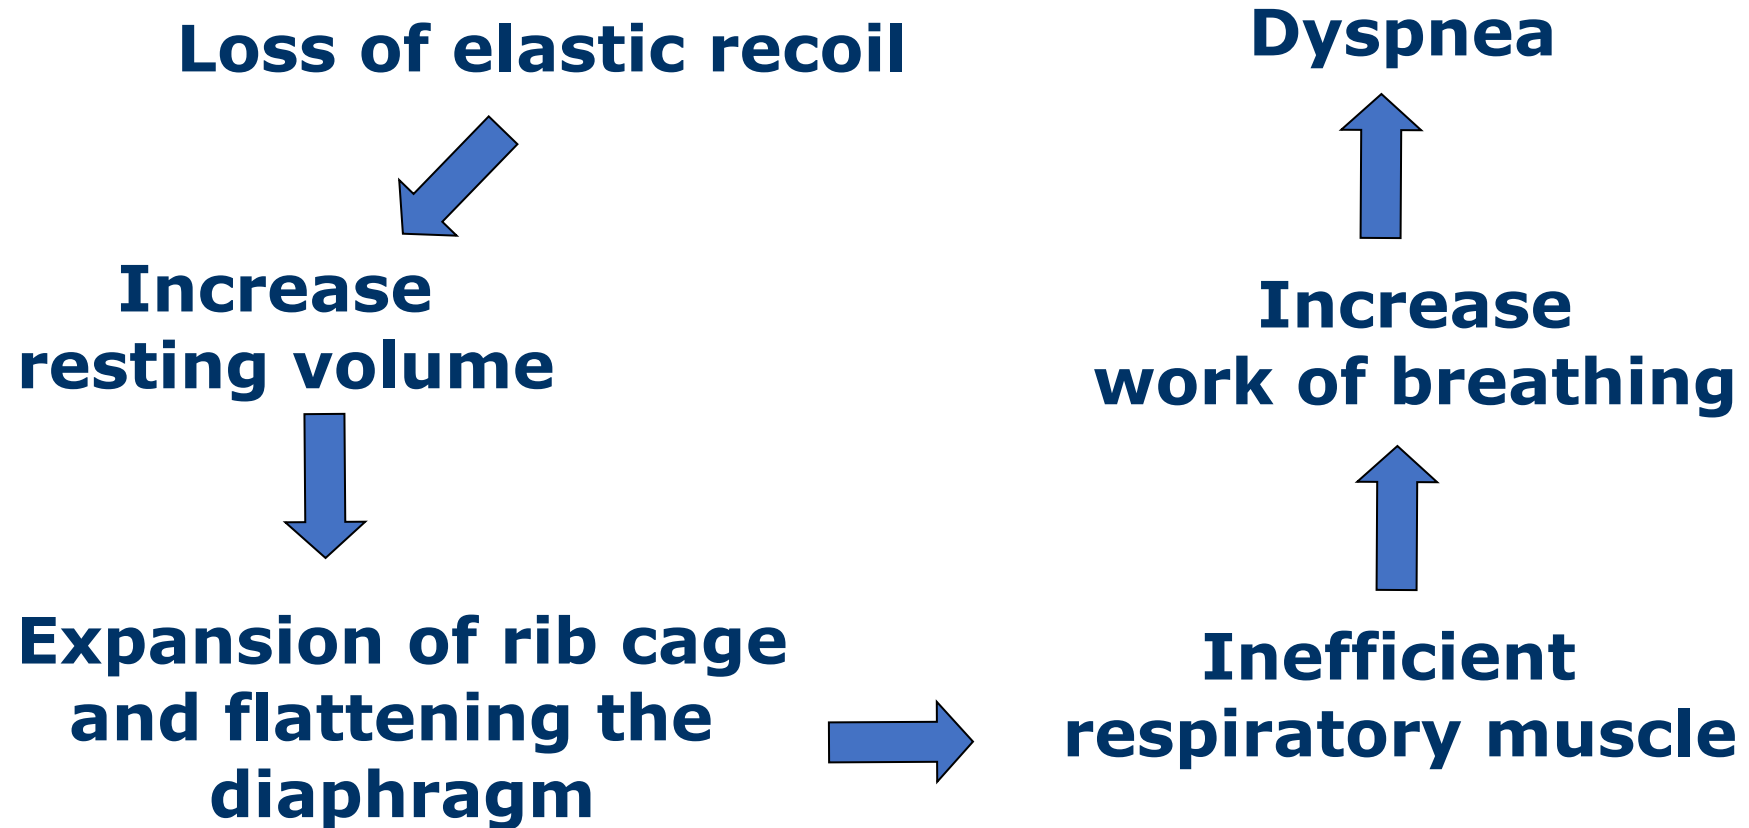 Loss of elastic recoil
Increase
resting volume
Expansion of rib cage
and flattening the
diaphragm
Inefficient
respiratory muscle
Increase
work of breathing
Dyspnea